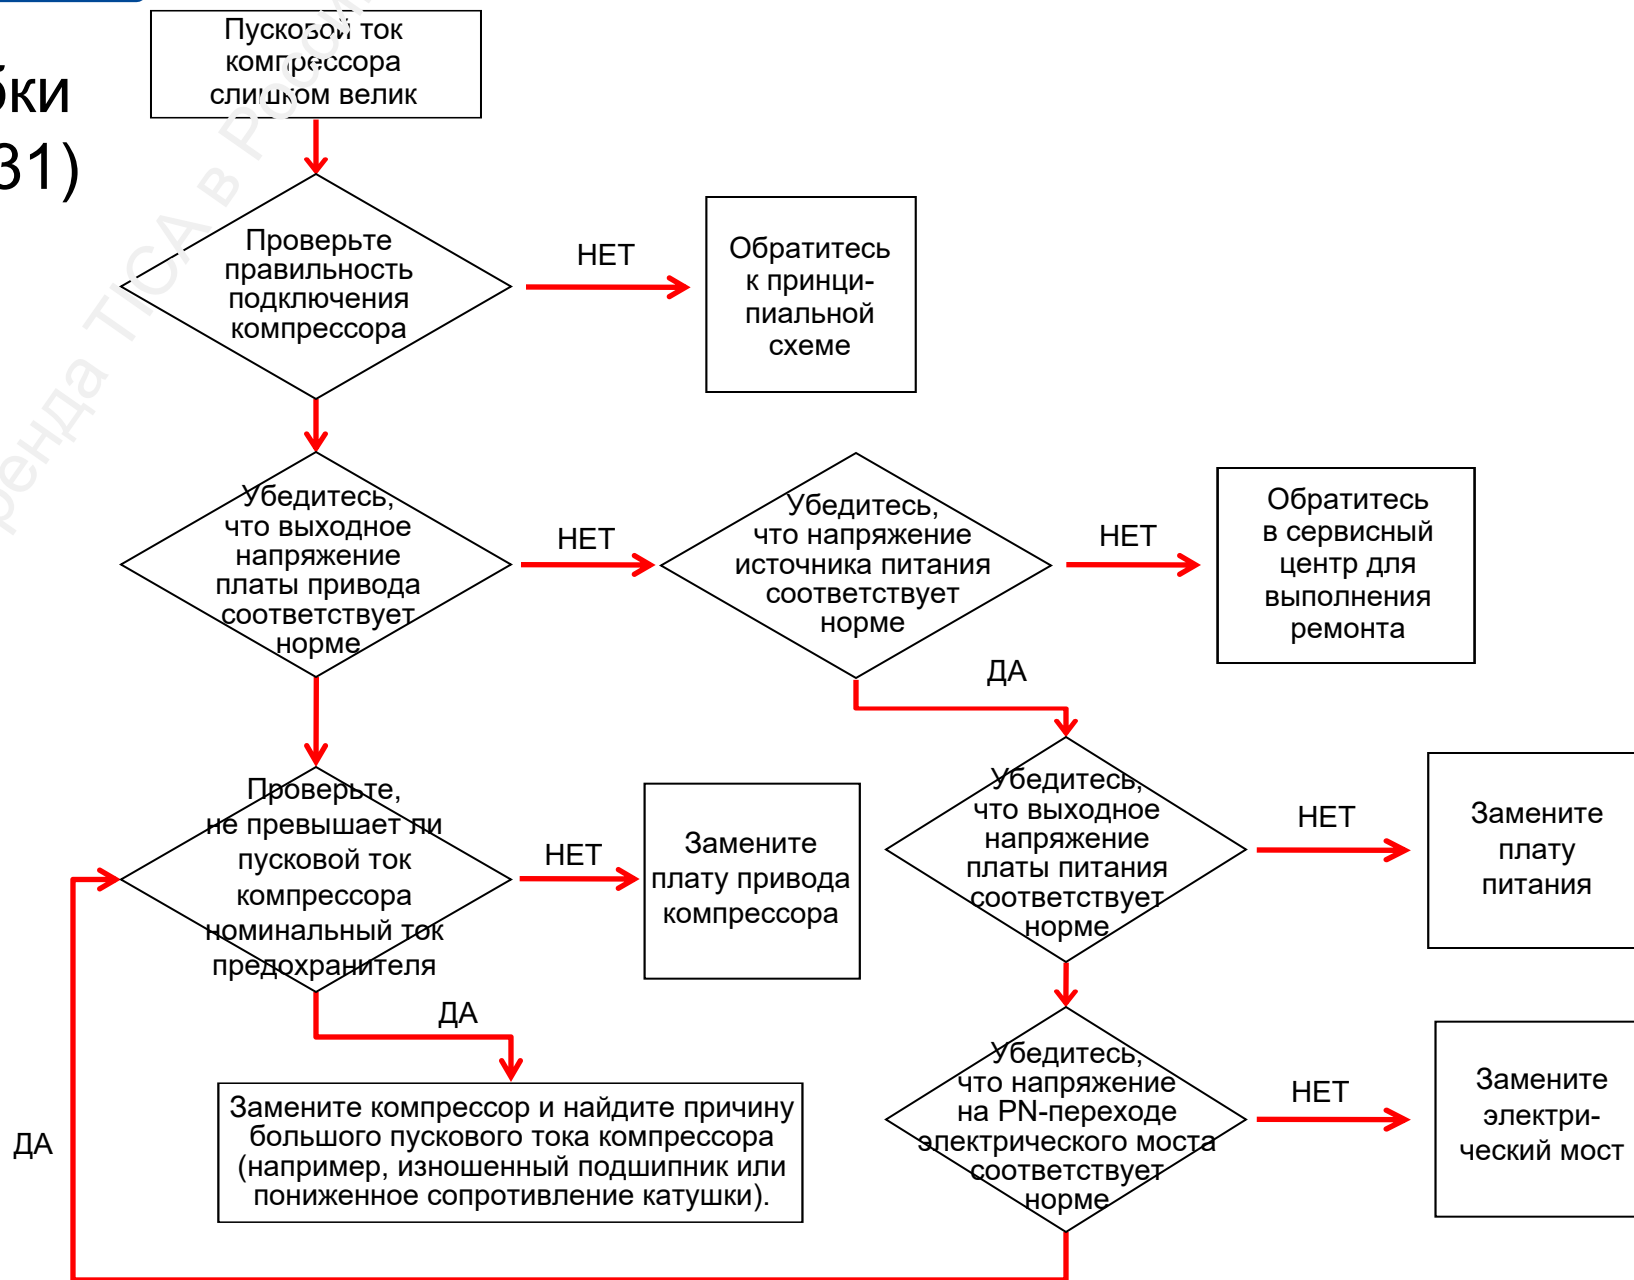 Пусковой ток
компрессора
слишком велик
бки
31)
Проверьте
правильность
подключения
компрессора
НЕТ
Обратитесь
к принци-
пиальной
схеме
Убедитесь,
что выходное
напряжение
платы привода
соответствует
норме
НЕТ
Убедитесь,
что напряжение
источника питания
соответствует
норме
НЕТ
Обратитесь
в сервисный
центр для
выполнения
ремонта
ДА
Проверьте,
не превышает ли
пусковой ток
компрессора
номинальный ток
предохранителя
НЕТ
Замените
плату привода
компрессора
Убедитесь,
что выходное
напряжение
платы питания
соответствует
норме
НЕТ
Замените
плату
питания
ДА
Замените компрессор и найдите причину
большого пускового тока компрессора
(например, изношенный подшипник или
пониженное сопротивление катушки).
Убедитесь,
что напряжение
на PN-переходе
электрического моста
соответствует
норме
НЕТ
Замените
электри-
ческий мост
ДА
ренда TICA в Росси